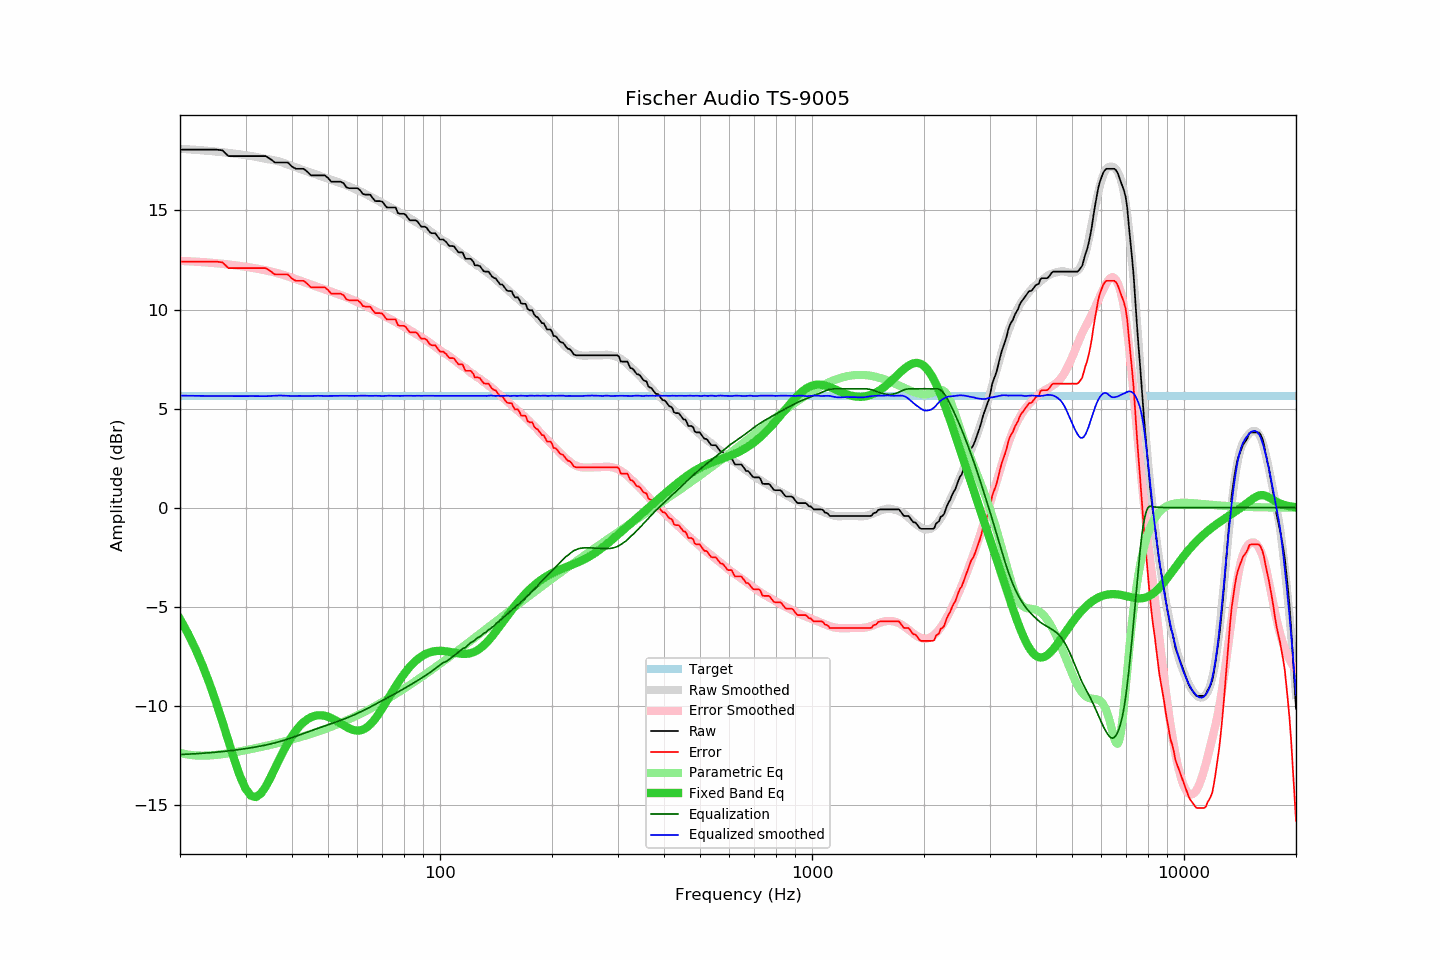 Fischer Audio TS-9005
Amplitude (dBr)
15
10
5
0
−5
−10
−15
Target
Raw Smoothed
Error Smoothed
Raw
Error
Parametric Eq
Fixed Band Eq
Equalization
Equalized smoothed
100
1000
10000
Frequency (Hz)